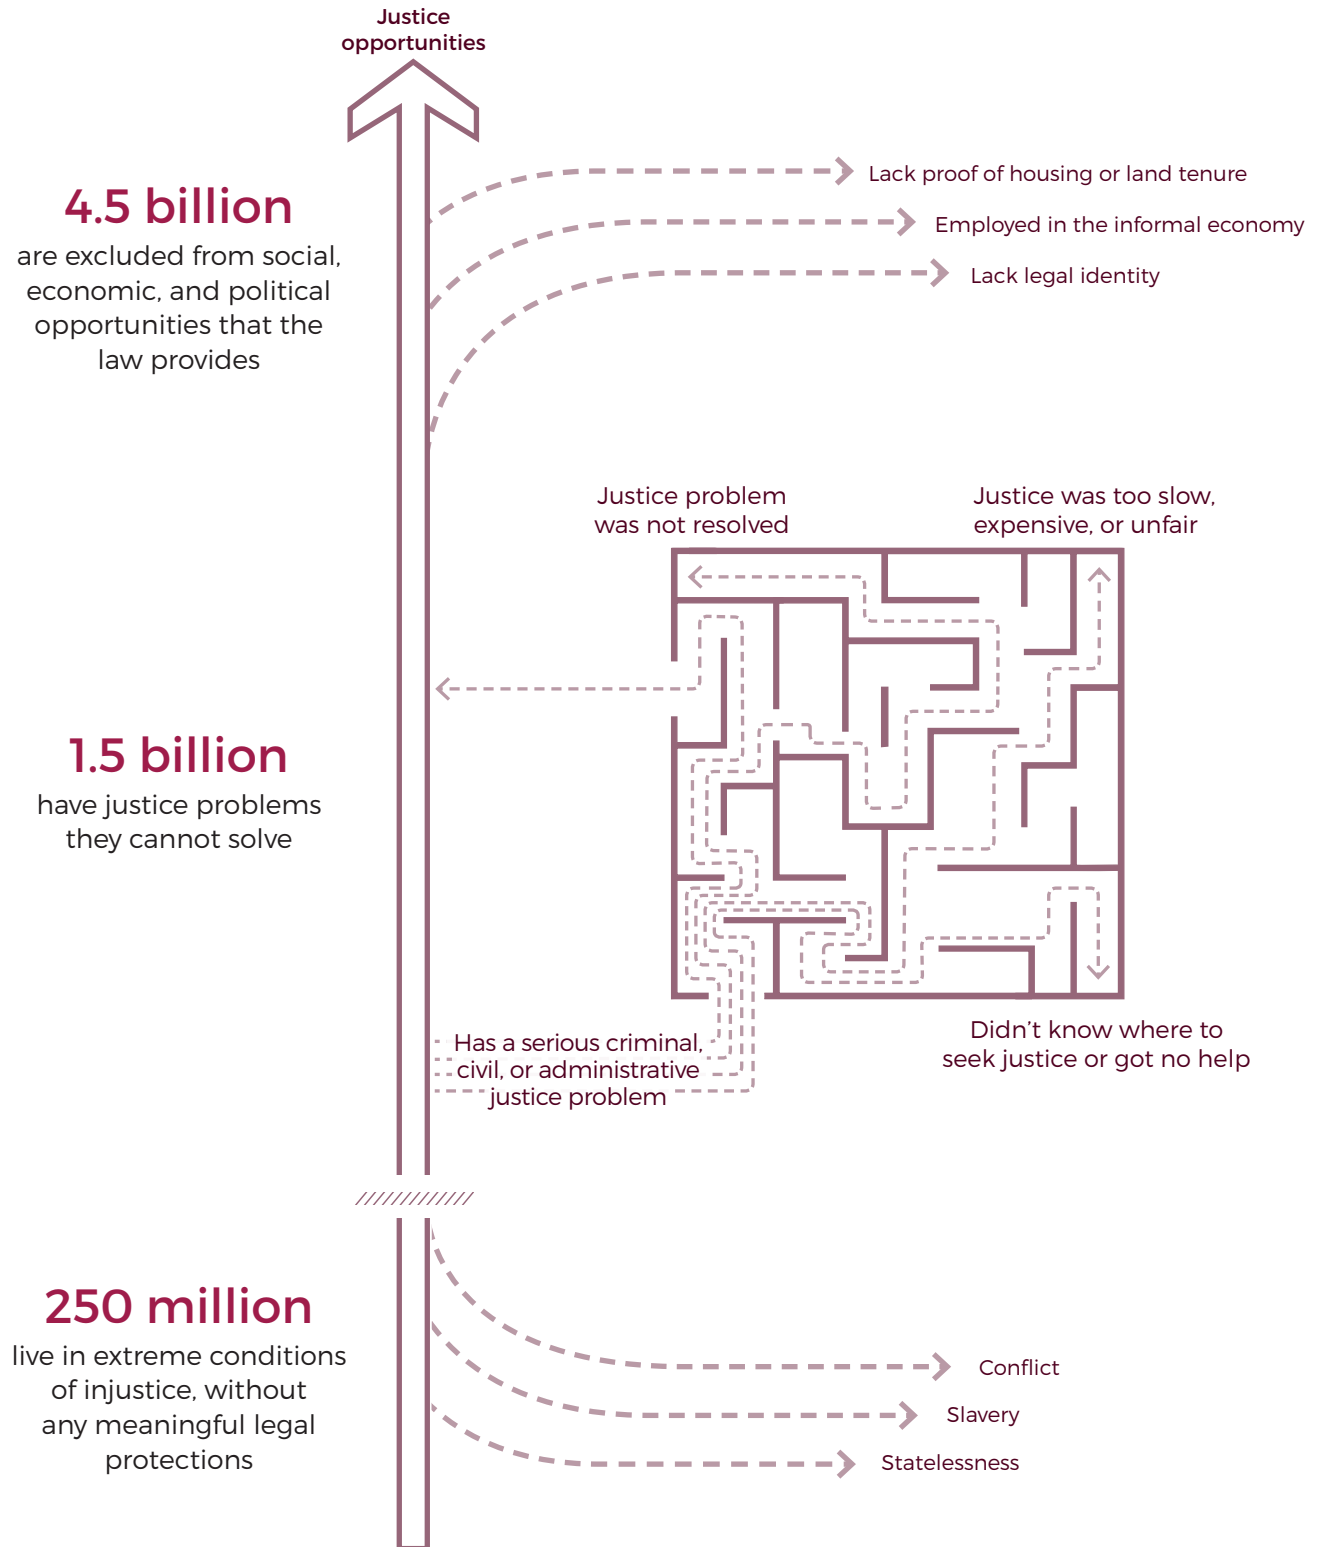 Justice
opportunities
4.5 billion
are excluded from social,
economic, and political
opportunities that the
law provides
Lack proof of housing or land tenure
Employed in the informal economy
Lack legal identity
Justice problem
was not resolved
Justice was too slow,
expensive, or unfair
1.5 billion
have justice problems
they cannot solve
Has a serious criminal,
civil, or administrative
justice problem
Didn't know where to
seek justice or got no help
250 million
live in extreme conditions
of injustice, without
any meaningful legal
protections
Conflict
Slavery
Statelessness